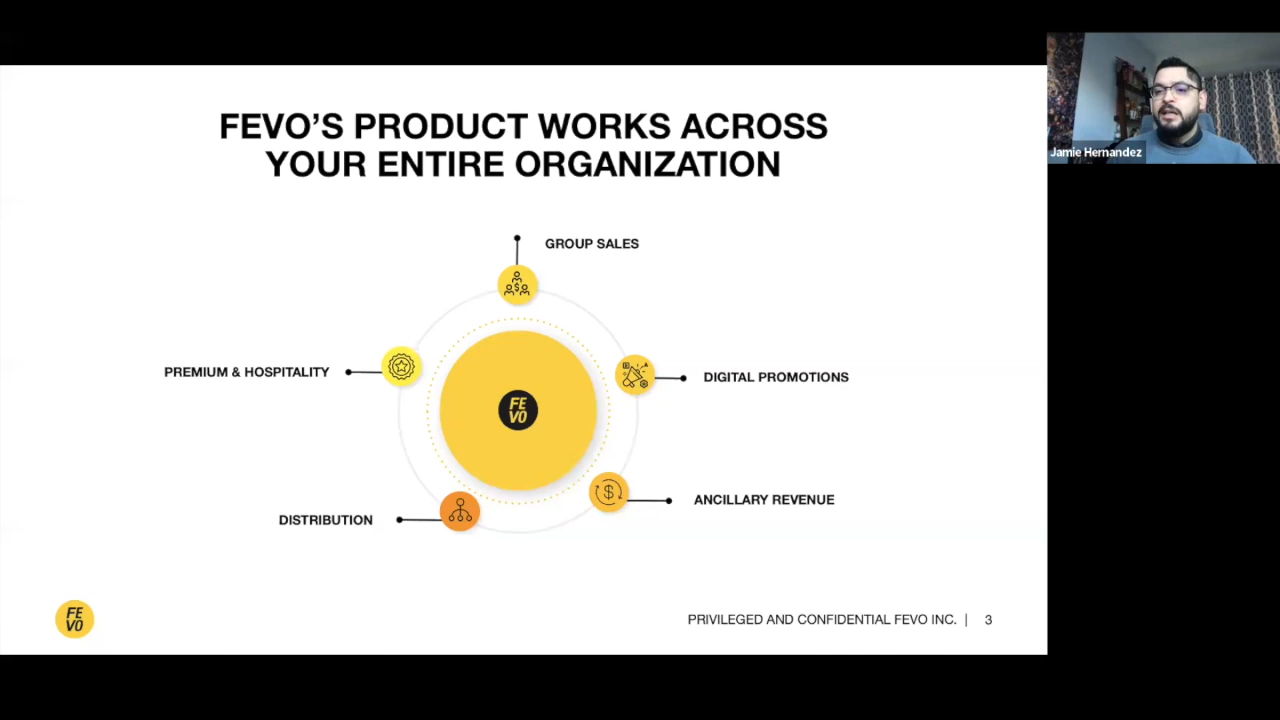 FEVO'S PRODUCT WORKS ACROSS
YOUR ENTIRE ORGANIZATION
Jamie Hernandez
GROUP SALES
PREMIUM & HOSPITALITY
DIGITAL PROMOTIONS
FE
VO
ANCILLARY REVENUE
DISTRIBUTION
FE
VO
PRIVILEGED AND CONFIDENTIAL FEVO INC. | 3